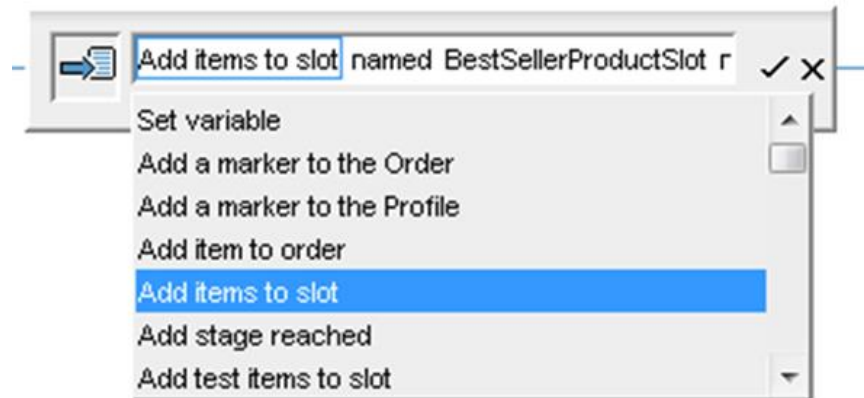 Add items to slot named BestSellerProductSlot r
Set variable
Add a marker to the Order
Add a marker to the Profile
Add item to order
Add items to slot
Add stage reached
Add test items to slot